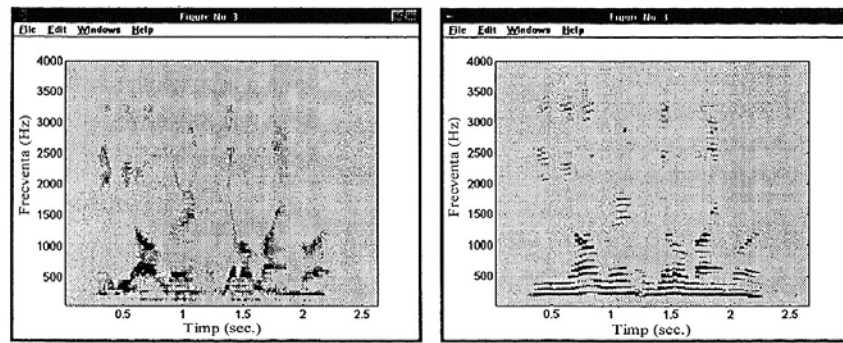 Figure No. 3
File Edit Windows Help
4000
3500
3000
2500
2000
1500
1000
500
Frecventa (Hz)
0.5 1 1.5 2 2.5
Timp (sec.)
Figure No. 3
File Edit Windows Help
4000
3500
3000
2500
2000
1500
1000
500
Frecventa (Hz)
0.5 1 1.5 2 2.5
Timp (sec.)